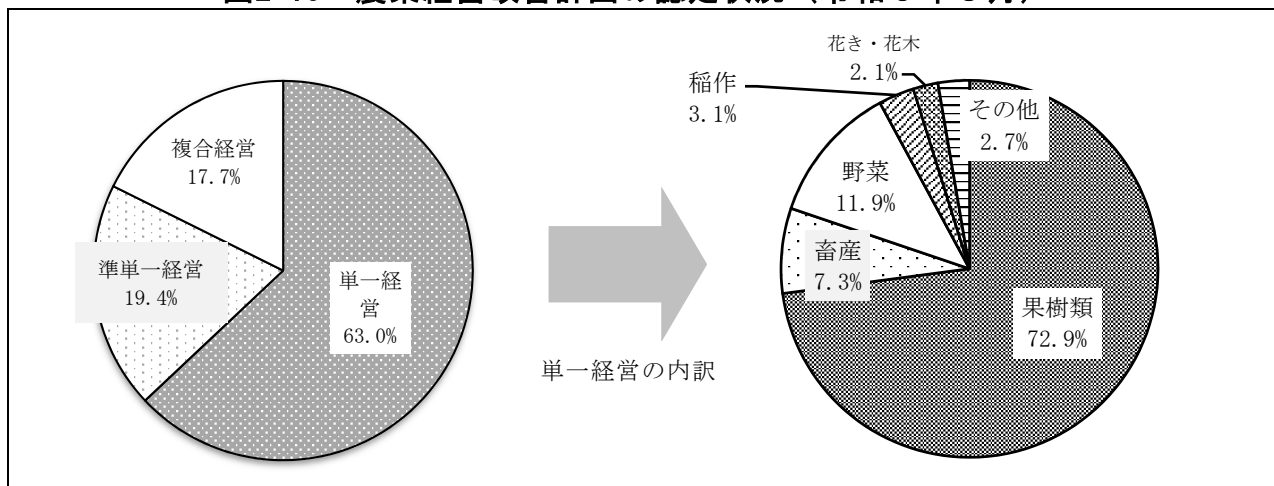 花き・花木
2.1%
稲作
3.1%
その他
2.7%
複合経営
17.7%
野菜
11.9%
準単一経営
19.4%
畜産
7.3%
単一経
営
63.0%
果樹類
72.9%
単一経営の内訳